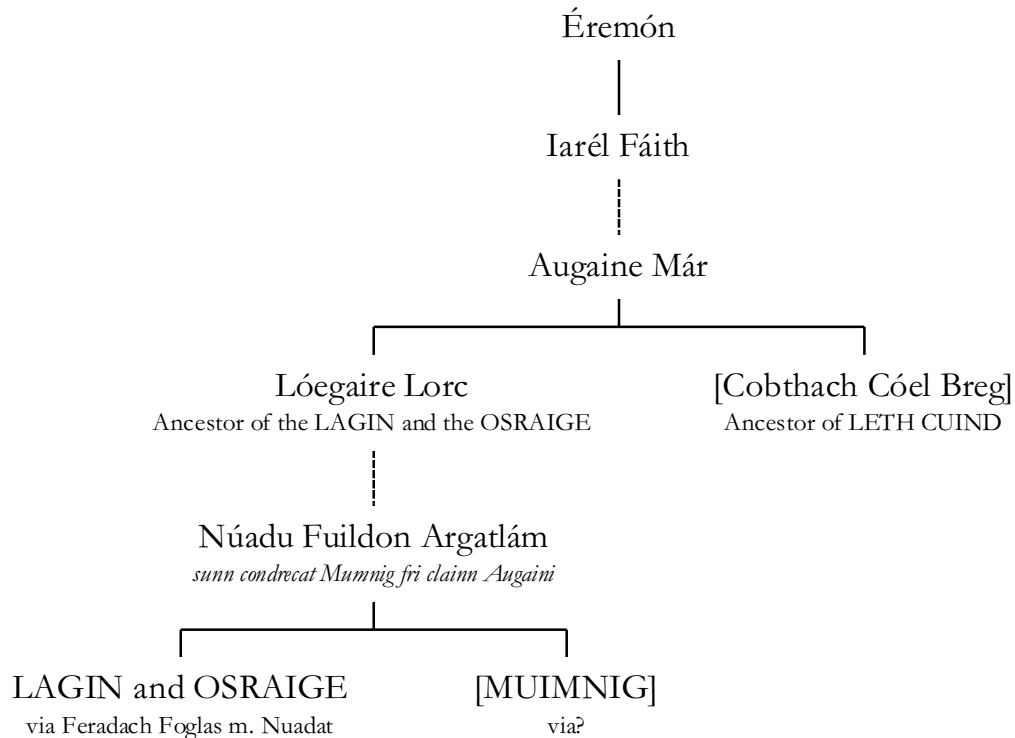 Éremón
Iarél Fáith
Augaine Már
Lóegaire Lorc
Ancestor of the LAGIN and the OSRAIGE
[Cobthach Cóel Breg]
Ancestor of LETH CUIND
Núadu Fuildon Argatlám
sunn condrecat Mumnig fri clainn Augaini
LAGIN and OSRAIGE
via Feradach Foglas m. Nuadat
[MUIMNIG]
via?